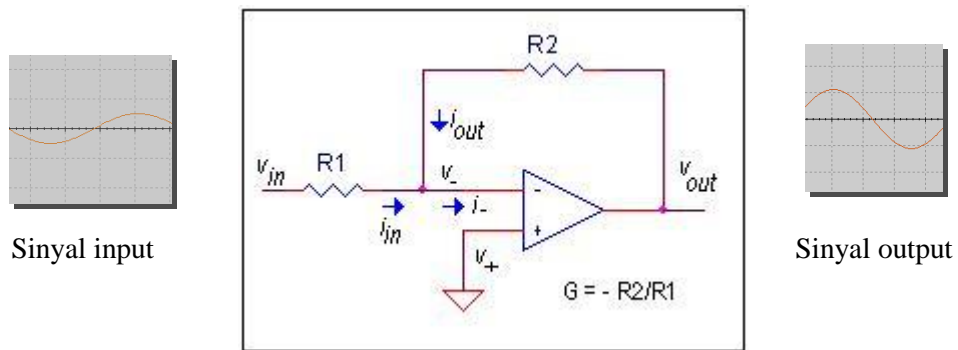 R2
i_out
v_in
R1
v_-
v_out
i_in
i_-
-
+
v_+
G = - R2/R1
Sinyal input
Sinyal output